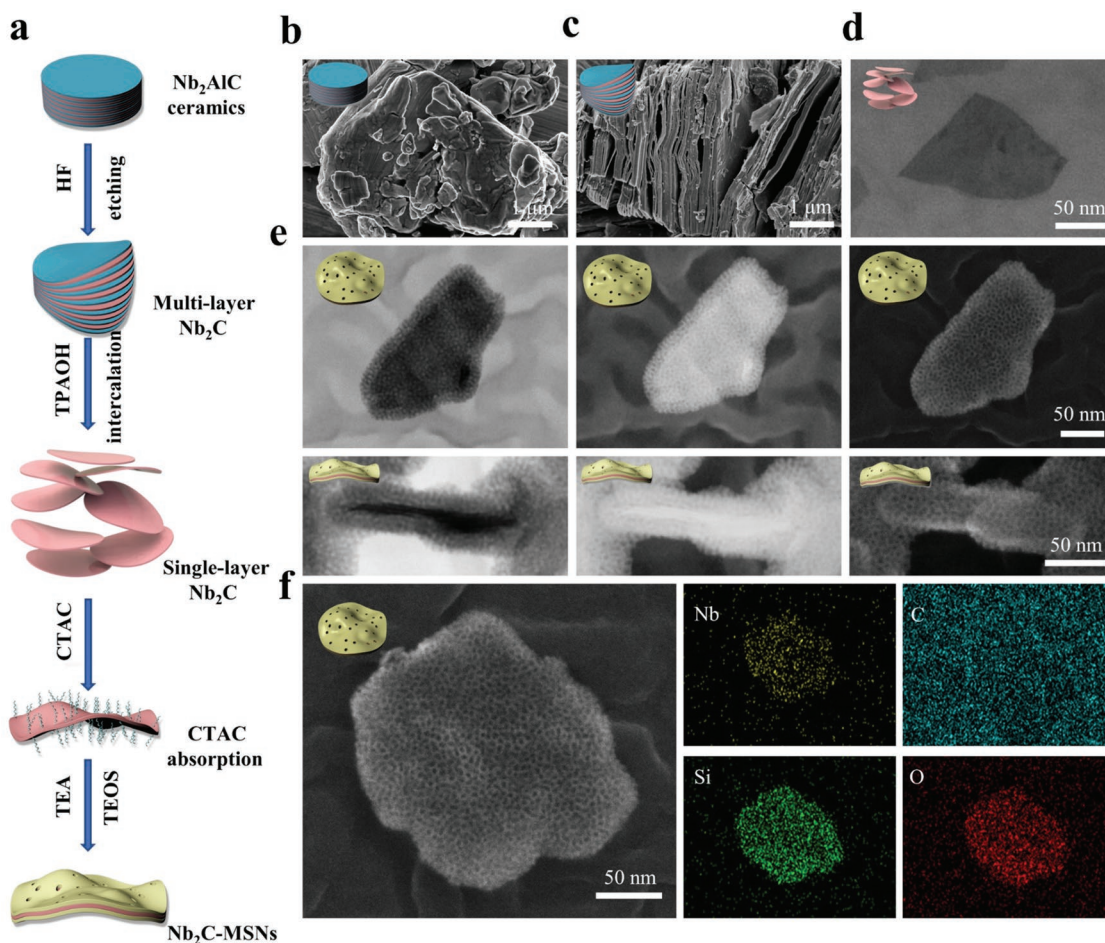 a
Nb₂AlC
ceramics
HF
etching
Multi-layer
Nb₂C
TPAOH
intercalation
Single-layer
Nb₂C
CTAC
CTAC
absorption
TEA
TEOS
Nb₂C-MSNs
b
1 μm
c
1 μm
d
50 nm
e
50 nm
50 nm
f
50 nm
Nb
C
Si
O